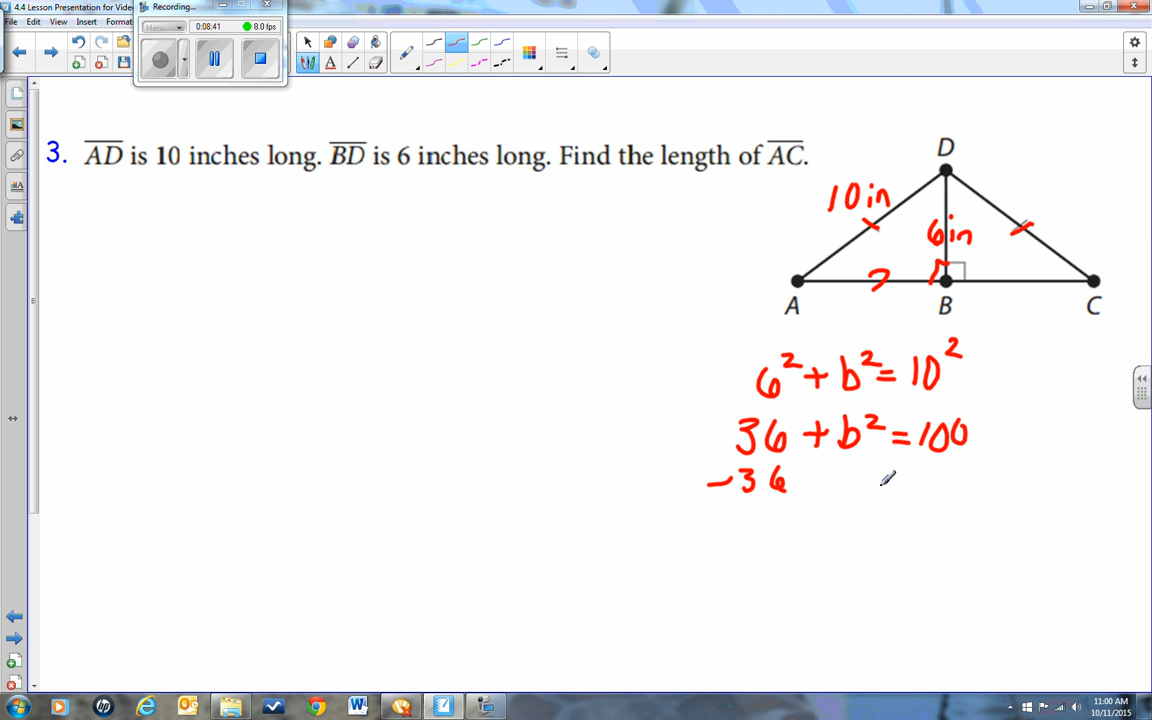 4.4 Lesson Presentation for Video
Recording...
File Edit View Insert Format
Menu 0:08:41 8.0 fps
3. AD is 10 inches long. BD is 6 inches long. Find the length of AC.
D
10 in
6 in
?
A B C
6² + b² = 10²
36 + b² = 100
-36
11:00 AM
10/11/2015